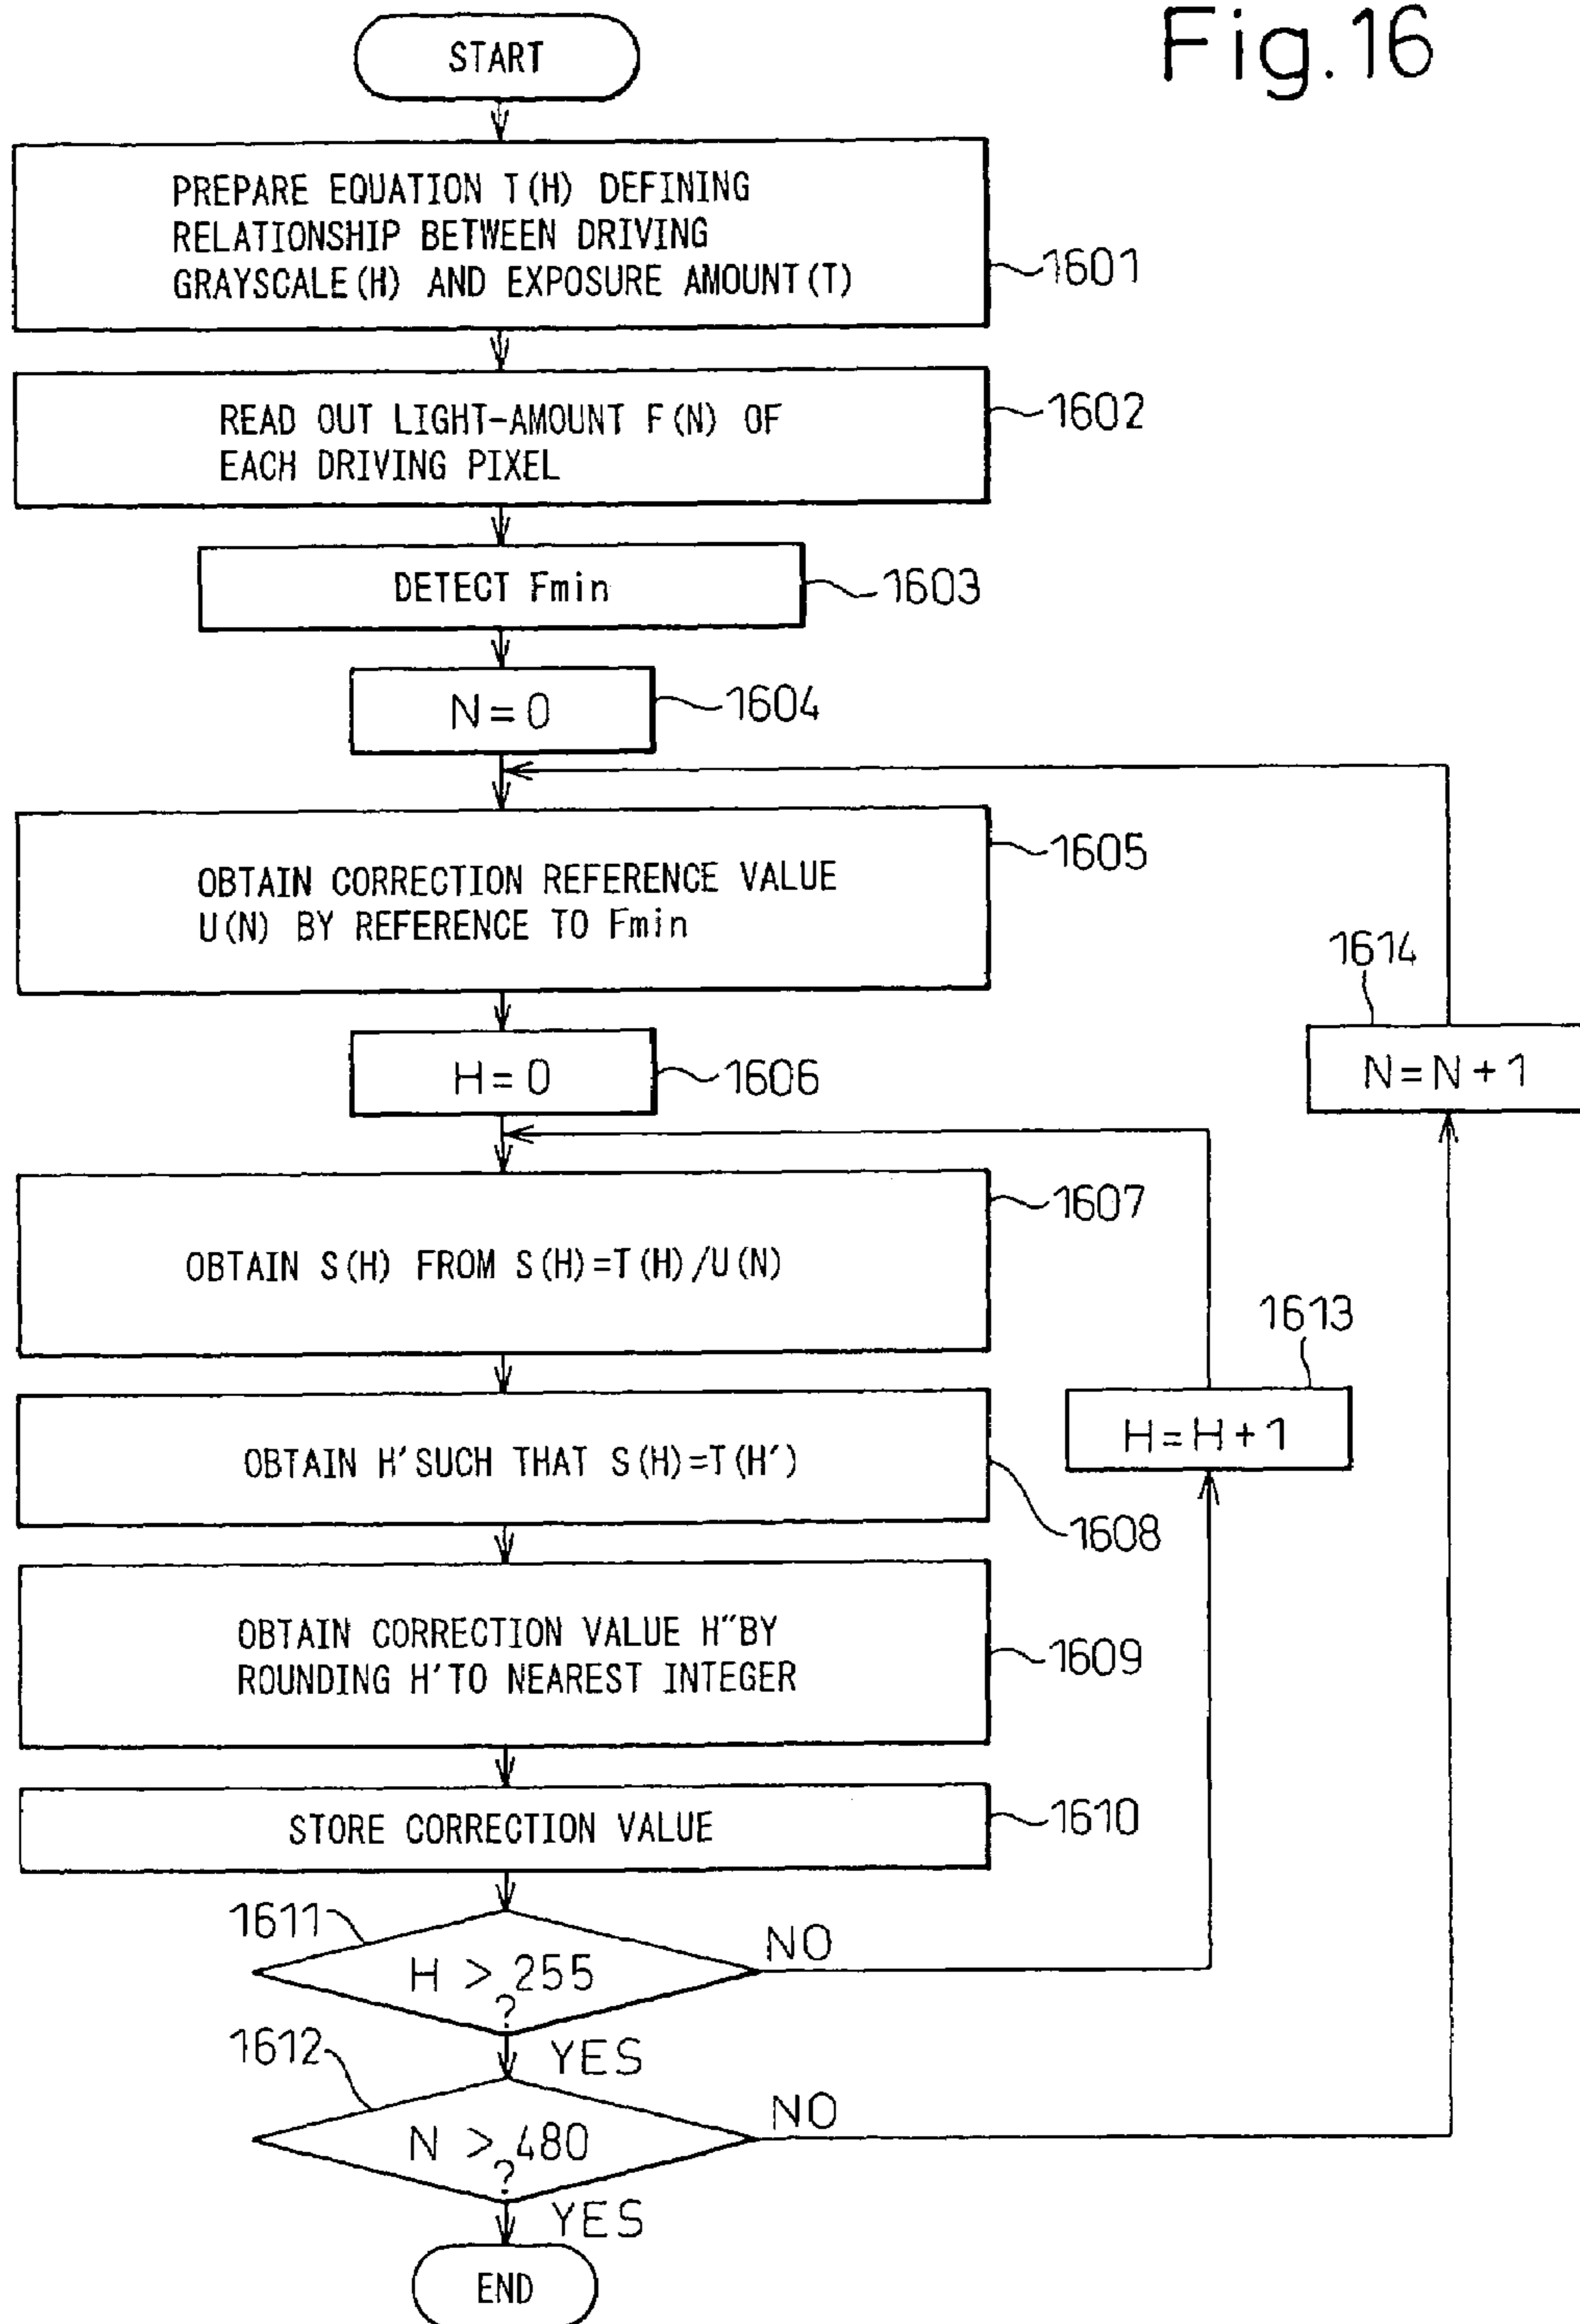 Fig.16
START
PREPARE EQUATION T(H) DEFINING
RELATIONSHIP BETWEEN DRIVING
GRAYSCALE(H) AND EXPOSURE AMOUNT(T)
1601
READ OUT LIGHT-AMOUNT F(N) OF
EACH DRIVING PIXEL
1602
DETECT Fmin
1603
N=0
1604
OBTAIN CORRECTION REFERENCE VALUE
U(N) BY REFERENCE TO Fmin
1605
1614
N=N+1
H=0
1606
OBTAIN S(H) FROM S(H)=T(H)/U(N)
1607
1613
H=H+1
OBTAIN H'SUCH THAT S(H)=T(H')
1608
OBTAIN CORRECTION VALUE H"BY
ROUNDING H'TO NEAREST INTEGER
1609
STORE CORRECTION VALUE
1610
1611
H > 255
?
NO
YES
1612
N > 480
?
NO
YES
END